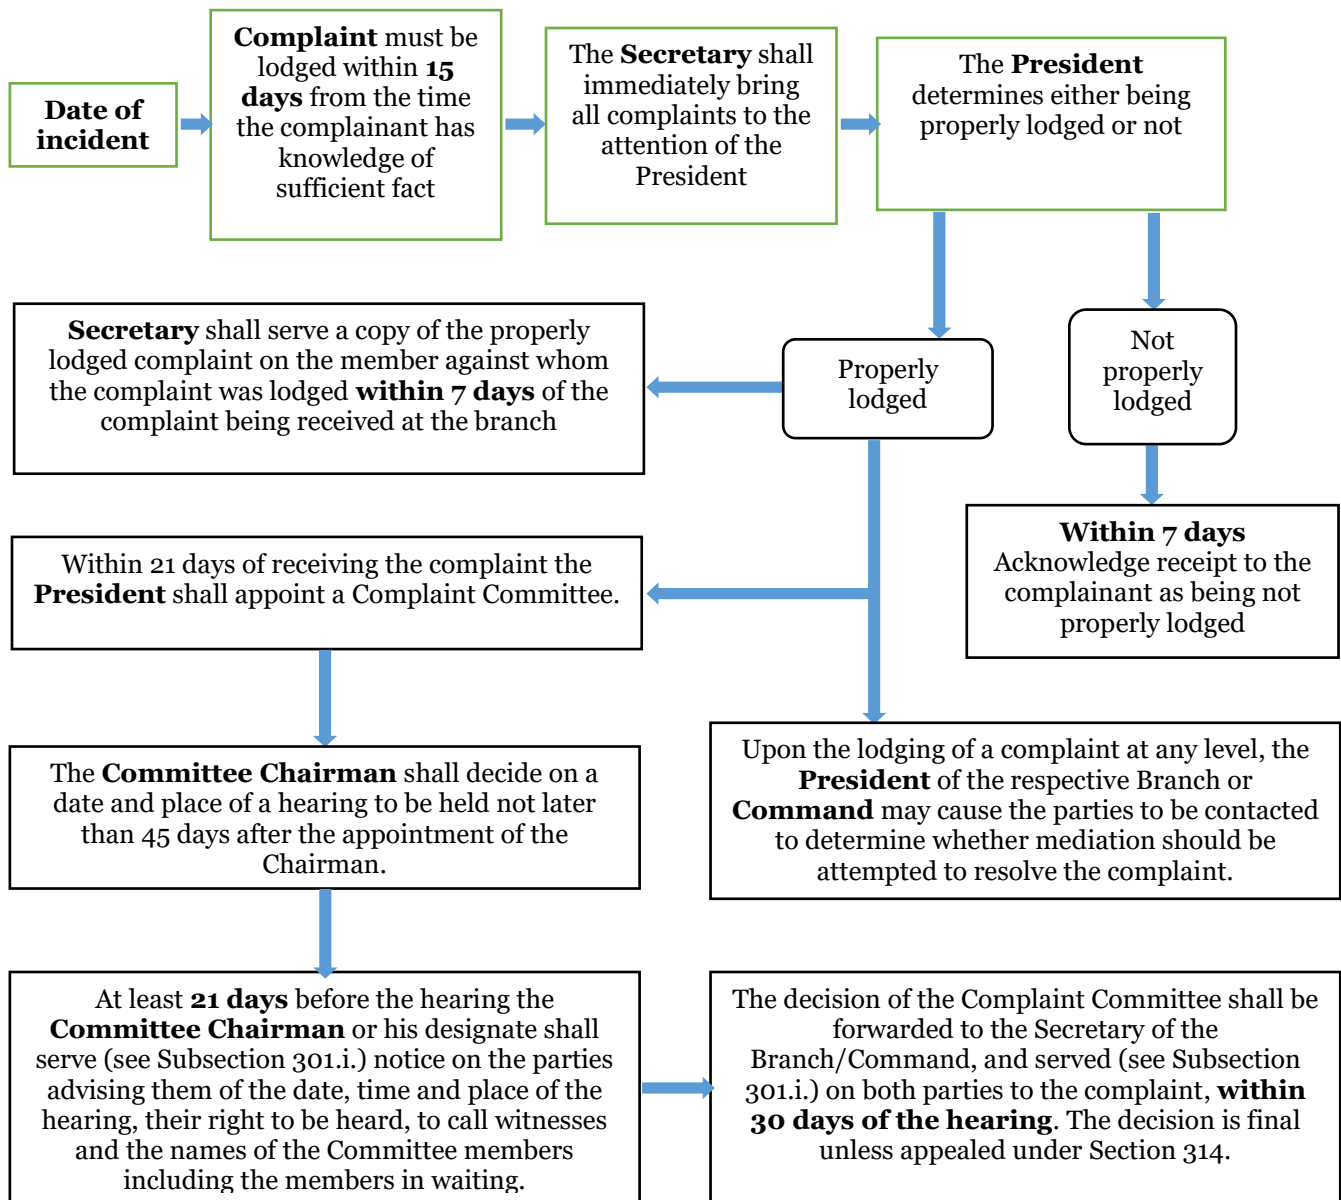 Date of
incident
Complaint must be
lodged within 15
days from the time
the complainant has
knowledge of
sufficient fact
The Secretary shall
immediately bring
all complaints to the
attention of the
President
The President
determines either being
properly lodged or not
Secretary shall serve a copy of the properly
lodged complaint on the member against whom
the complaint was lodged within 7 days of the
complaint being received at the branch
Properly
lodged
Not
properly
lodged
Within 7 days
Acknowledge receipt to the
complainant as being not
properly lodged
Within 21 days of receiving the complaint the
President shall appoint a Complaint Committee.
The Committee Chairman shall decide on a
date and place of a hearing to be held not later
than 45 days after the appointment of the
Chairman.
Upon the lodging of a complaint at any level, the
President of the respective Branch or
Command may cause the parties to be contacted
to determine whether mediation should be
attempted to resolve the complaint.
At least 21 days before the hearing the
Committee Chairman or his designate shall
serve (see Subsection 301.i.) notice on the parties
advising them of the date, time and place of the
hearing, their right to be heard, to call witnesses
and the names of the Committee members
including the members in waiting.
The decision of the Complaint Committee shall be
forwarded to the Secretary of the
Branch/Command, and served (see Subsection
301.i.) on both parties to the complaint, within
30 days of the hearing. The decision is final
unless appealed under Section 314.